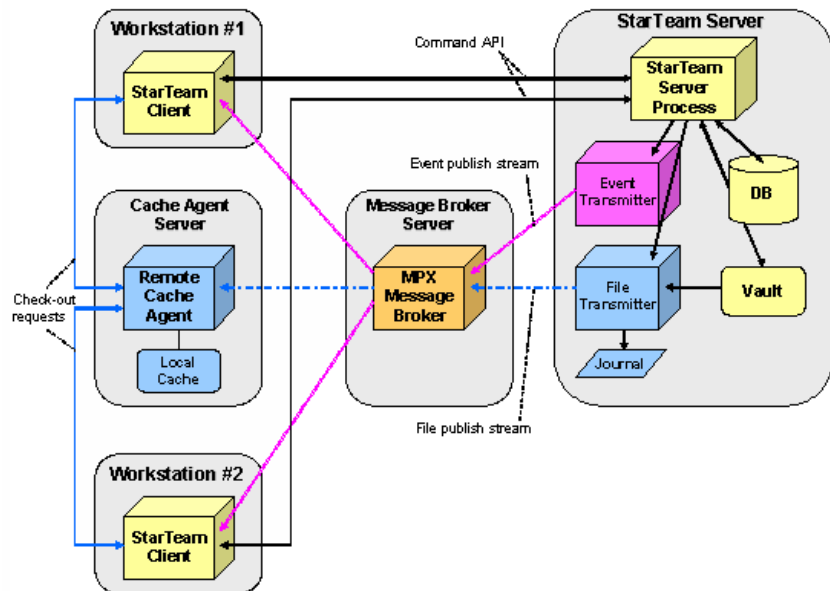 Workstation #1
StarTeam
Client
Command API
StarTeam Server
StarTeam
Server
Process
Event publish stream
Event
Transmitter
DB
Cache Agent
Server
Remote
Cache
Agent
Local
Cache
Check-out
requests
Message Broker
Server
MPX
Message
Broker
File
Transmitter
Vault
Journal
File publish stream
Workstation #2
StarTeam
Client